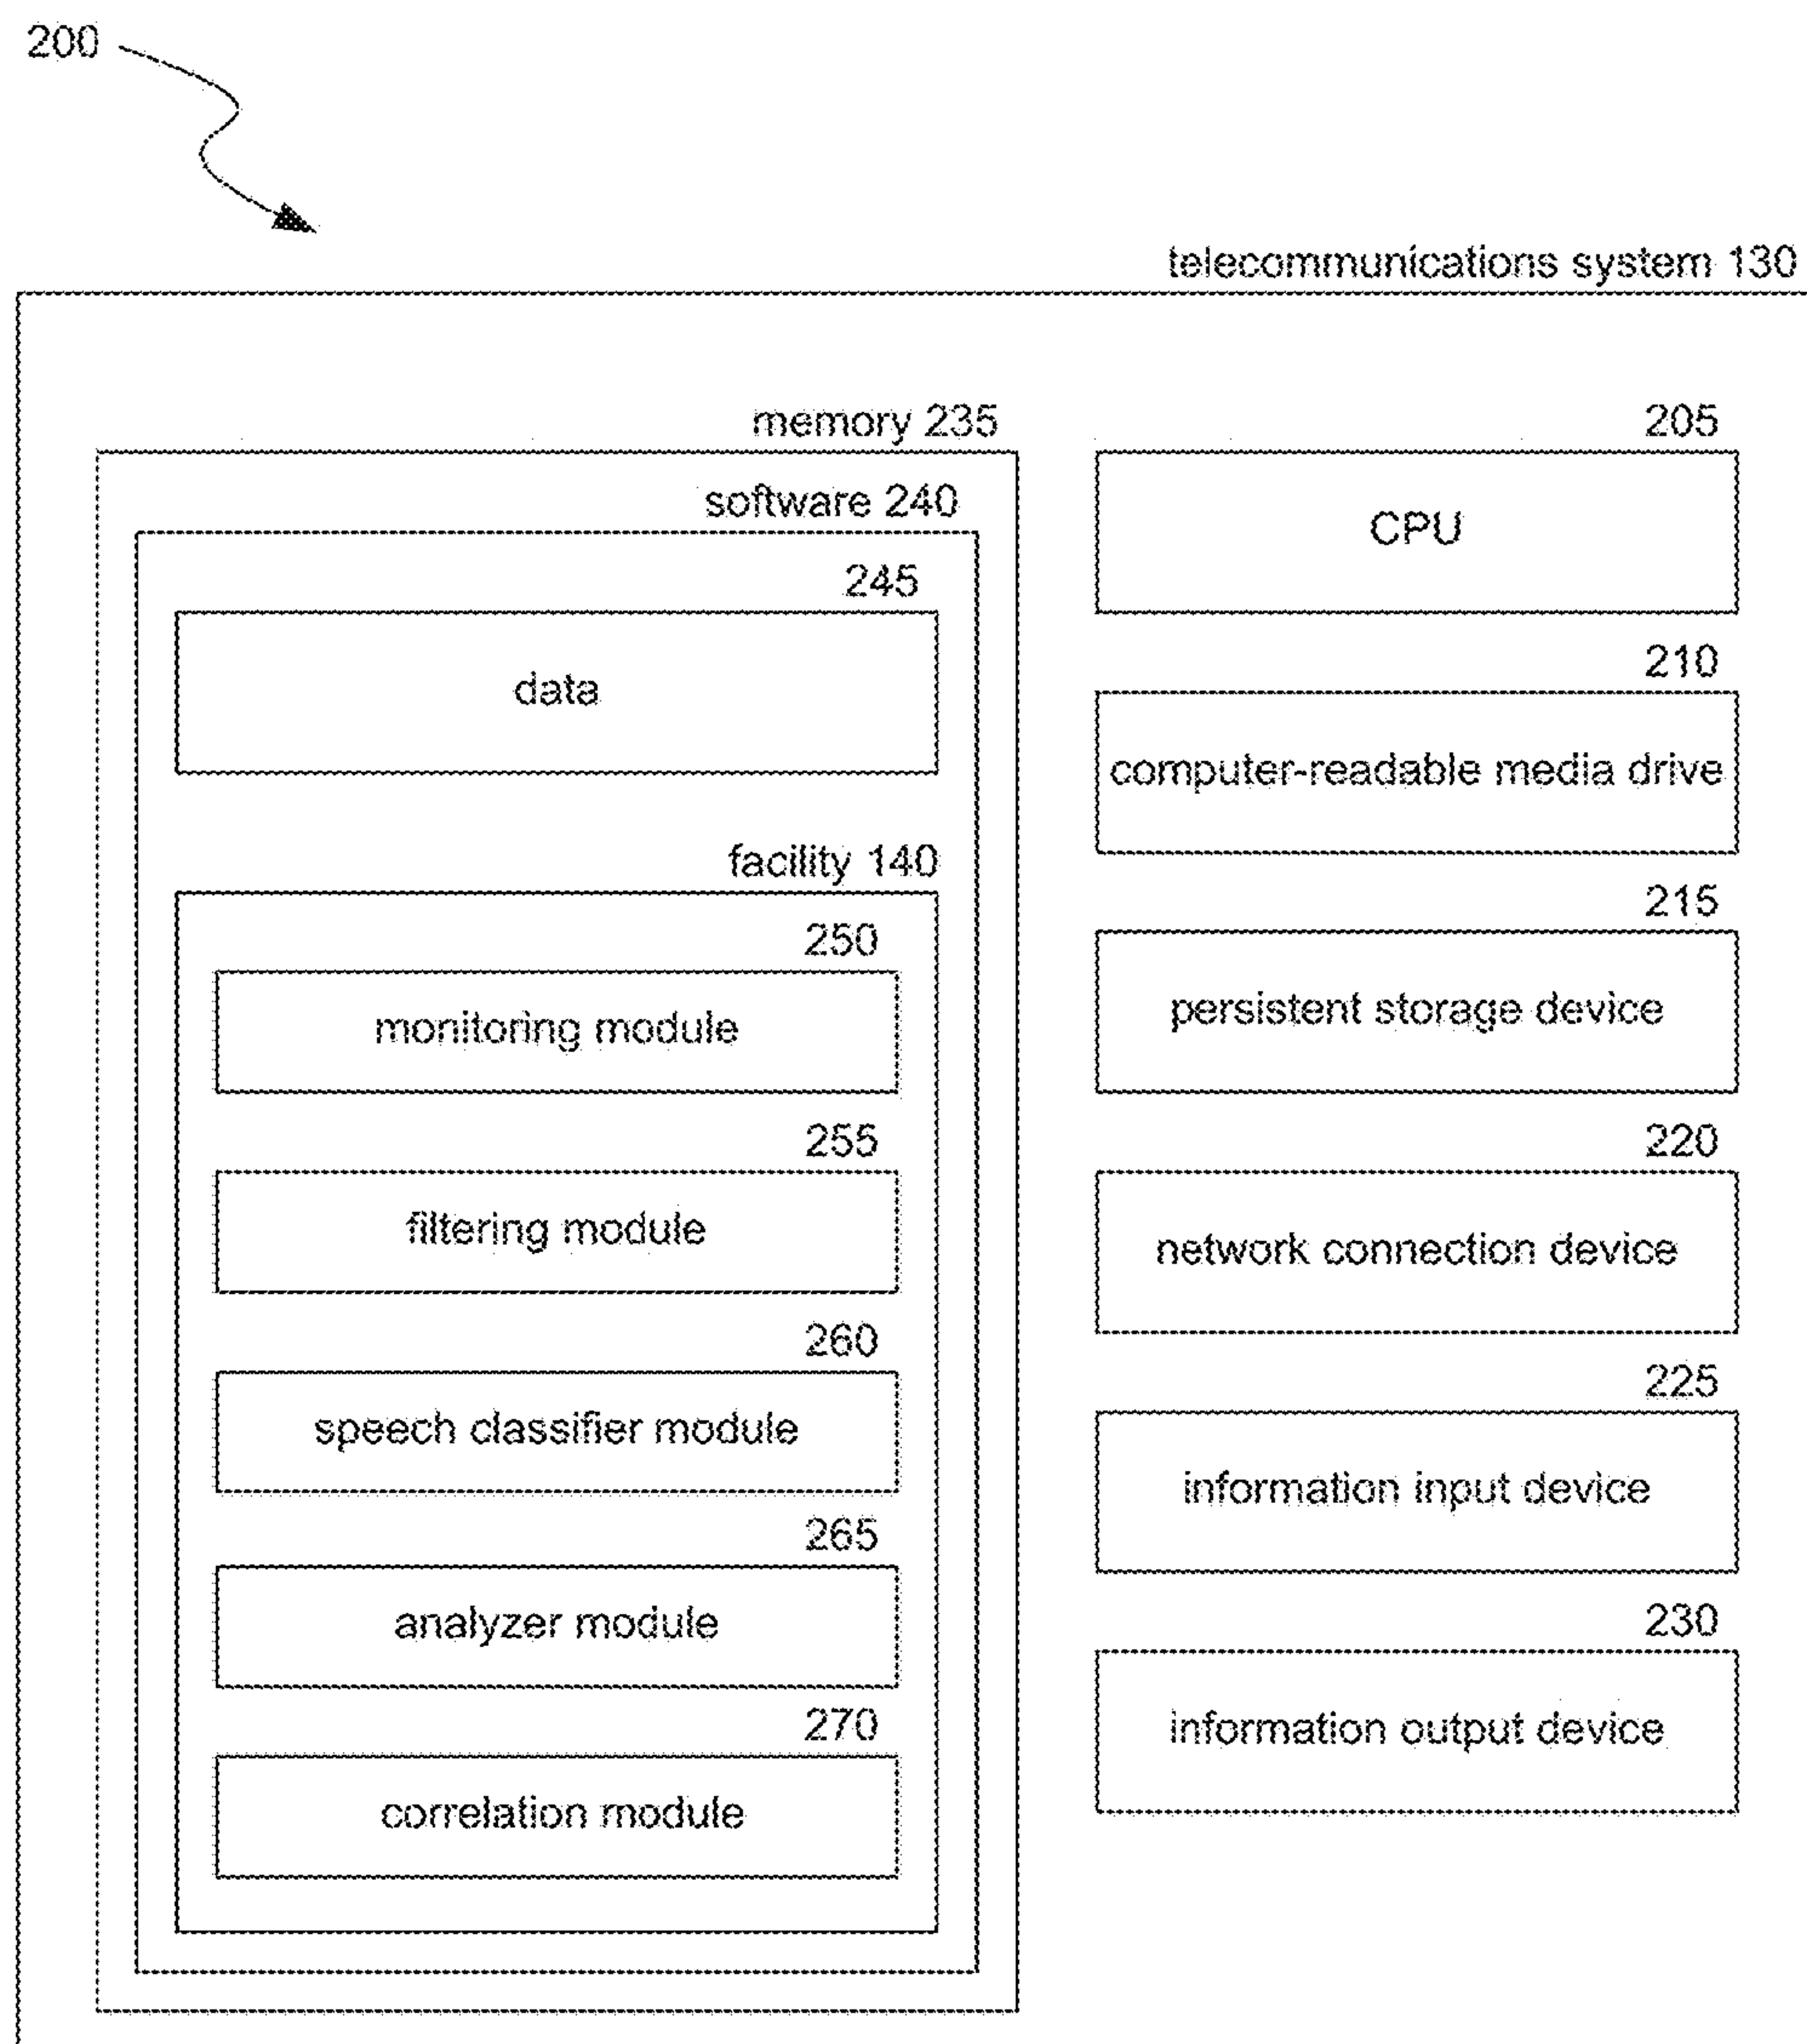 200
telecommunications system 130
memory 235
software 240
245
data
facility 140
250
monitoring module
255
filtering module
260
speech classifier module
265
analyzer module
270
correlation module
205
CPU
210
computer-readable media drive
215
persistent storage device
220
network connection device
225
information input device
230
information output device